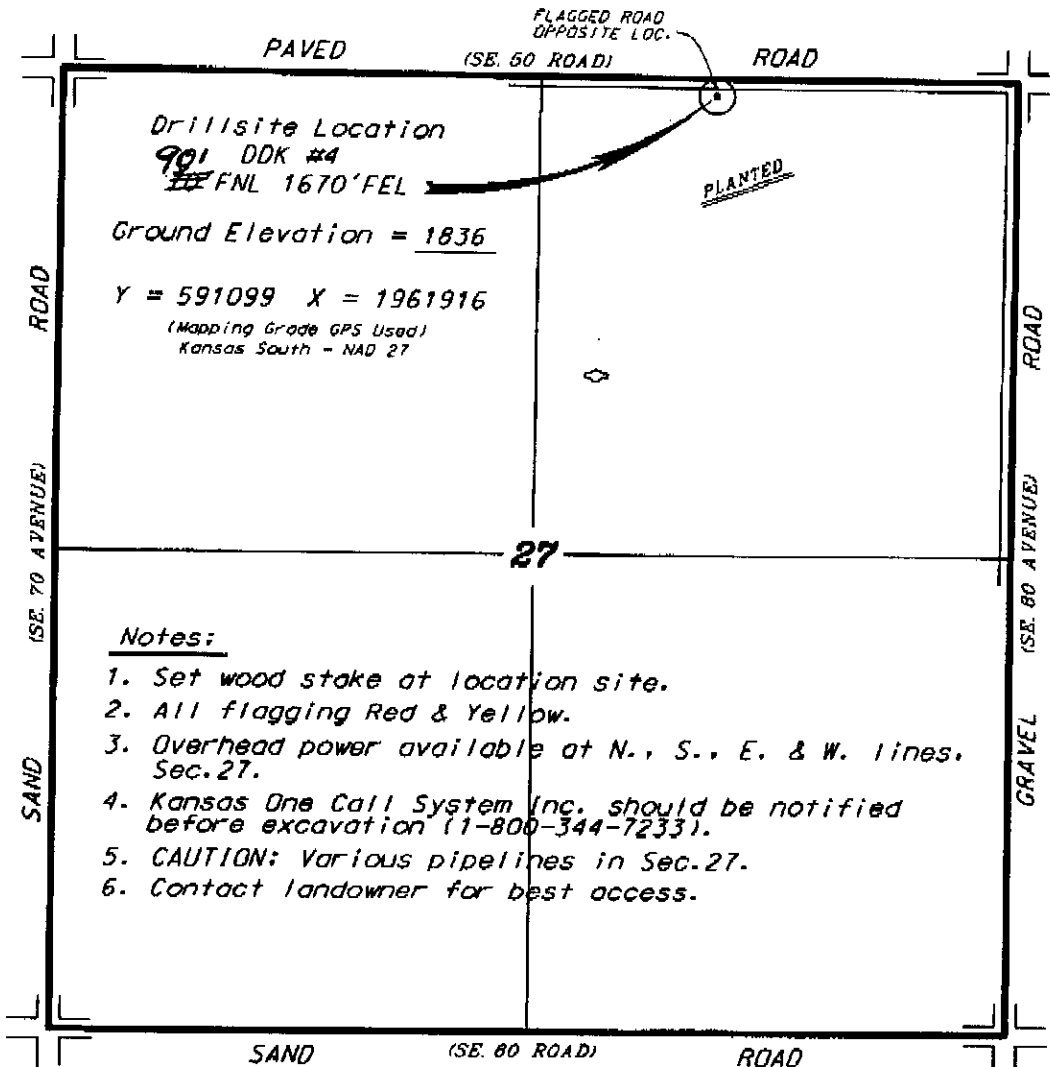 FLAGGED ROAD
OPPOSITE LOC.
PAVED (SE. 50 ROAD) ROAD
Drillsite Location
DDK #4
90' FNL 1670' FEL
PLANTED
Ground Elevation = 1836
Y = 591099 X = 1961916
(Mapping Grade GPS Used)
Kansas South - NAD 27
SAND (SE. 70 AVENUE) ROAD
GRAVEL (SE. 80 AVENUE) ROAD
27
Notes:
1. Set wood stake at location site.
2. All flagging Red & Yellow.
3. Overhead power available at N., S., E. & W. lines.
Sec.27.
4. Kansas One Call System Inc. should be notified
before excavation (1-800-344-7233).
5. CAUTION: Various pipelines in Sec.27.
6. Contact landowner for best access.
SAND (SE. 60 ROAD) ROAD